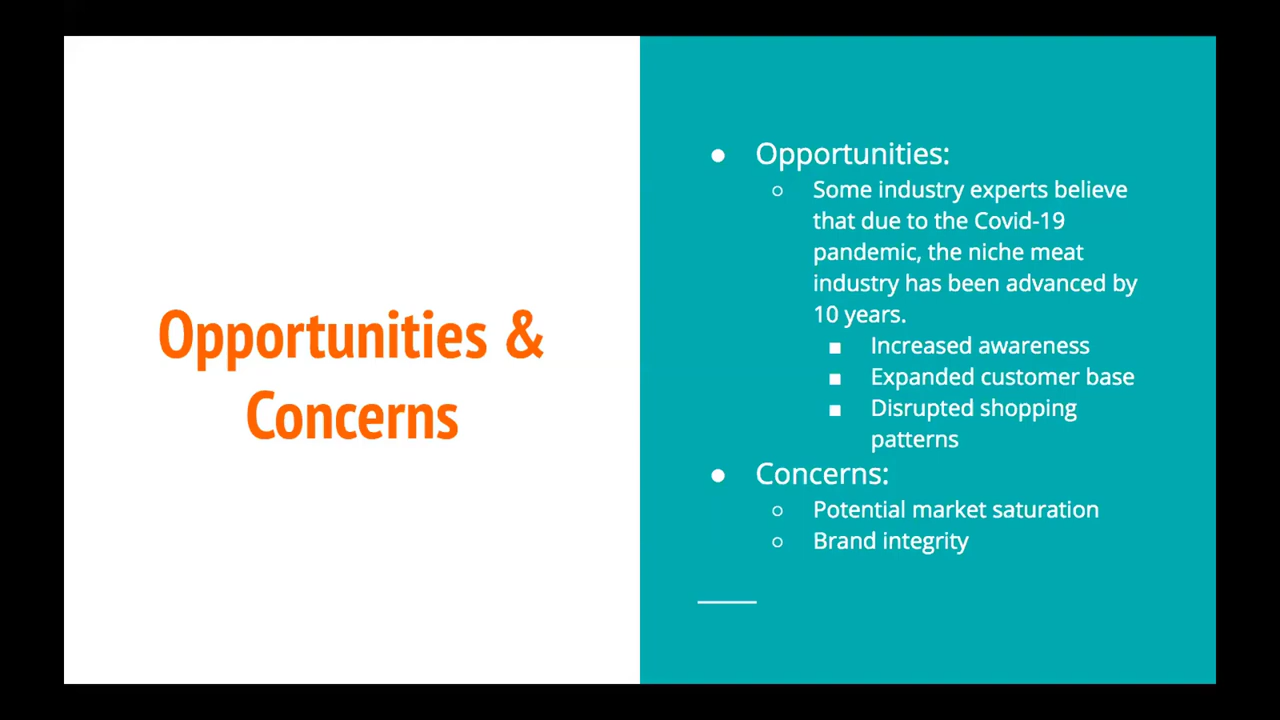 Opportunities &
Concerns
● Opportunities:
○ Some industry experts believe
that due to the Covid-19
pandemic, the niche meat
industry has been advanced by
10 years.
■ Increased awareness
■ Expanded customer base
■ Disrupted shopping
patterns
● Concerns:
○ Potential market saturation
○ Brand integrity